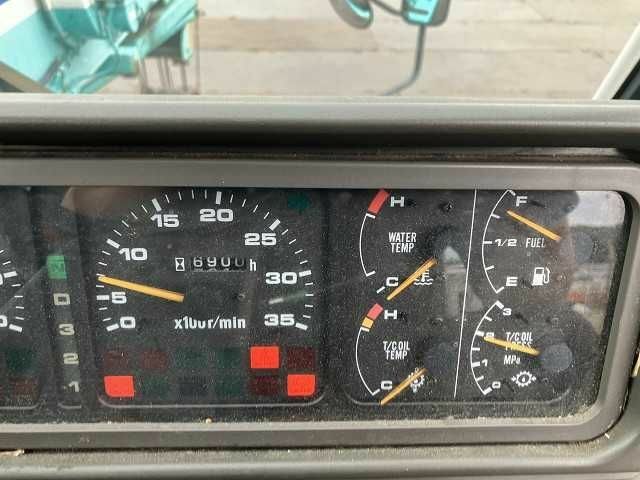 15 20
10 25
6900 h
5 30
0 x100r/min 35
N
D
3
2
1
H
WATER
TEMP
C
H
T/C OIL
TEMP
C
F
1/2 FUEL
E
3
2 T/C OIL
PRESS
MPa
1
0